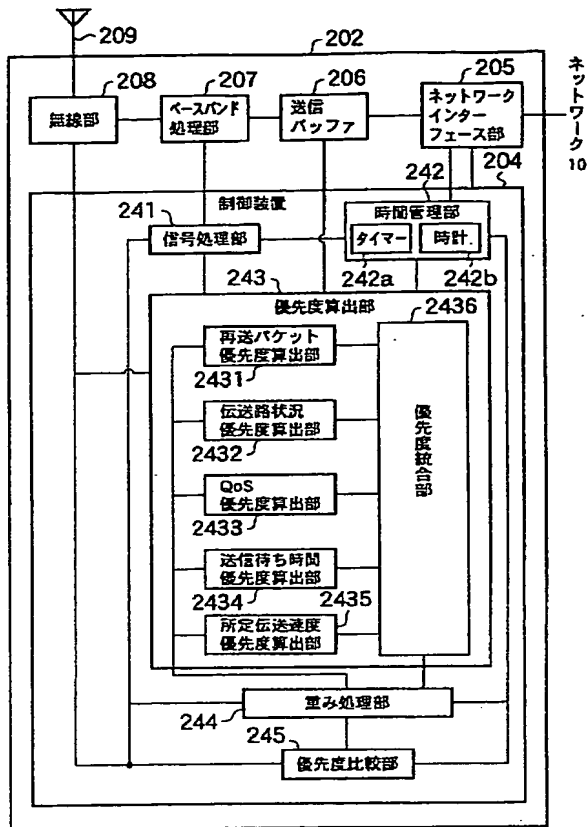 209
202
208
207
206
205
無線部
ベースバンド
処理部
送信
バッファ
ネットワーク
インター
フェース部
ネットワーク10
204
制御装置
242
241
信号処理部
時間管理部
タイマー
時計
242a
242b
243
優先度算出部
2436
再送パケット
優先度算出部
2431
伝送路状況
優先度算出部
2432
QoS
優先度算出部
2433
送信待ち時間
優先度算出部
2434
2435
所定伝送速度
優先度算出部
優先度統合部
重み処理部
244
245
優先度比較部